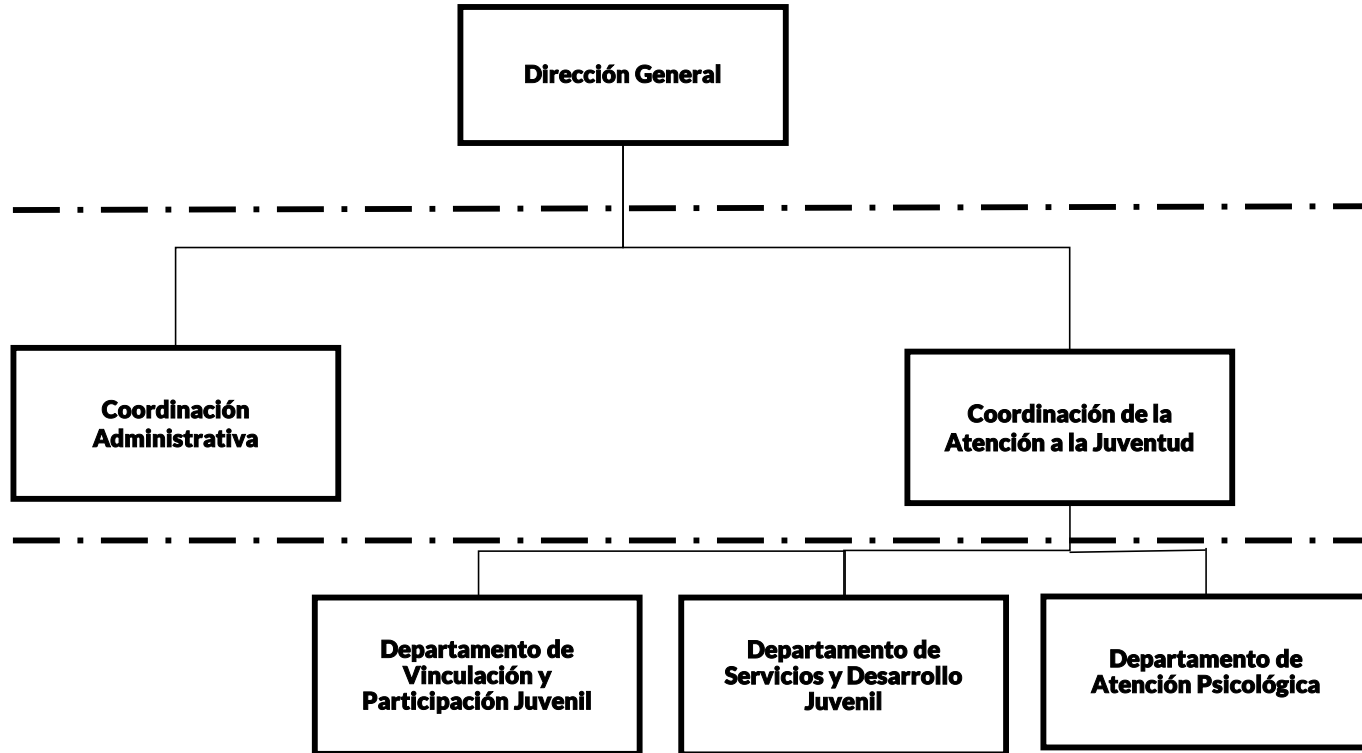 Dirección General
Coordinación
Administrativa
Coordinación de la
Atención a la Juventud
Departamento de
Vinculación y
Participación Juvenil
Departamento de
Servicios y Desarrollo
Juvenil
Departamento de
Atención Psicológica